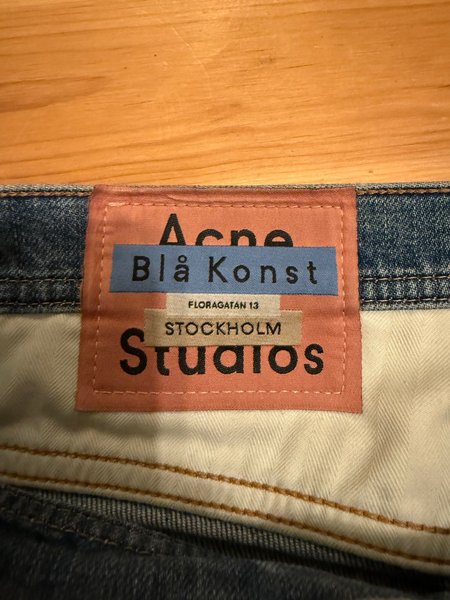 Acne
Blå Konst
FLORAGATAN 13
STOCKHOLM
Studios